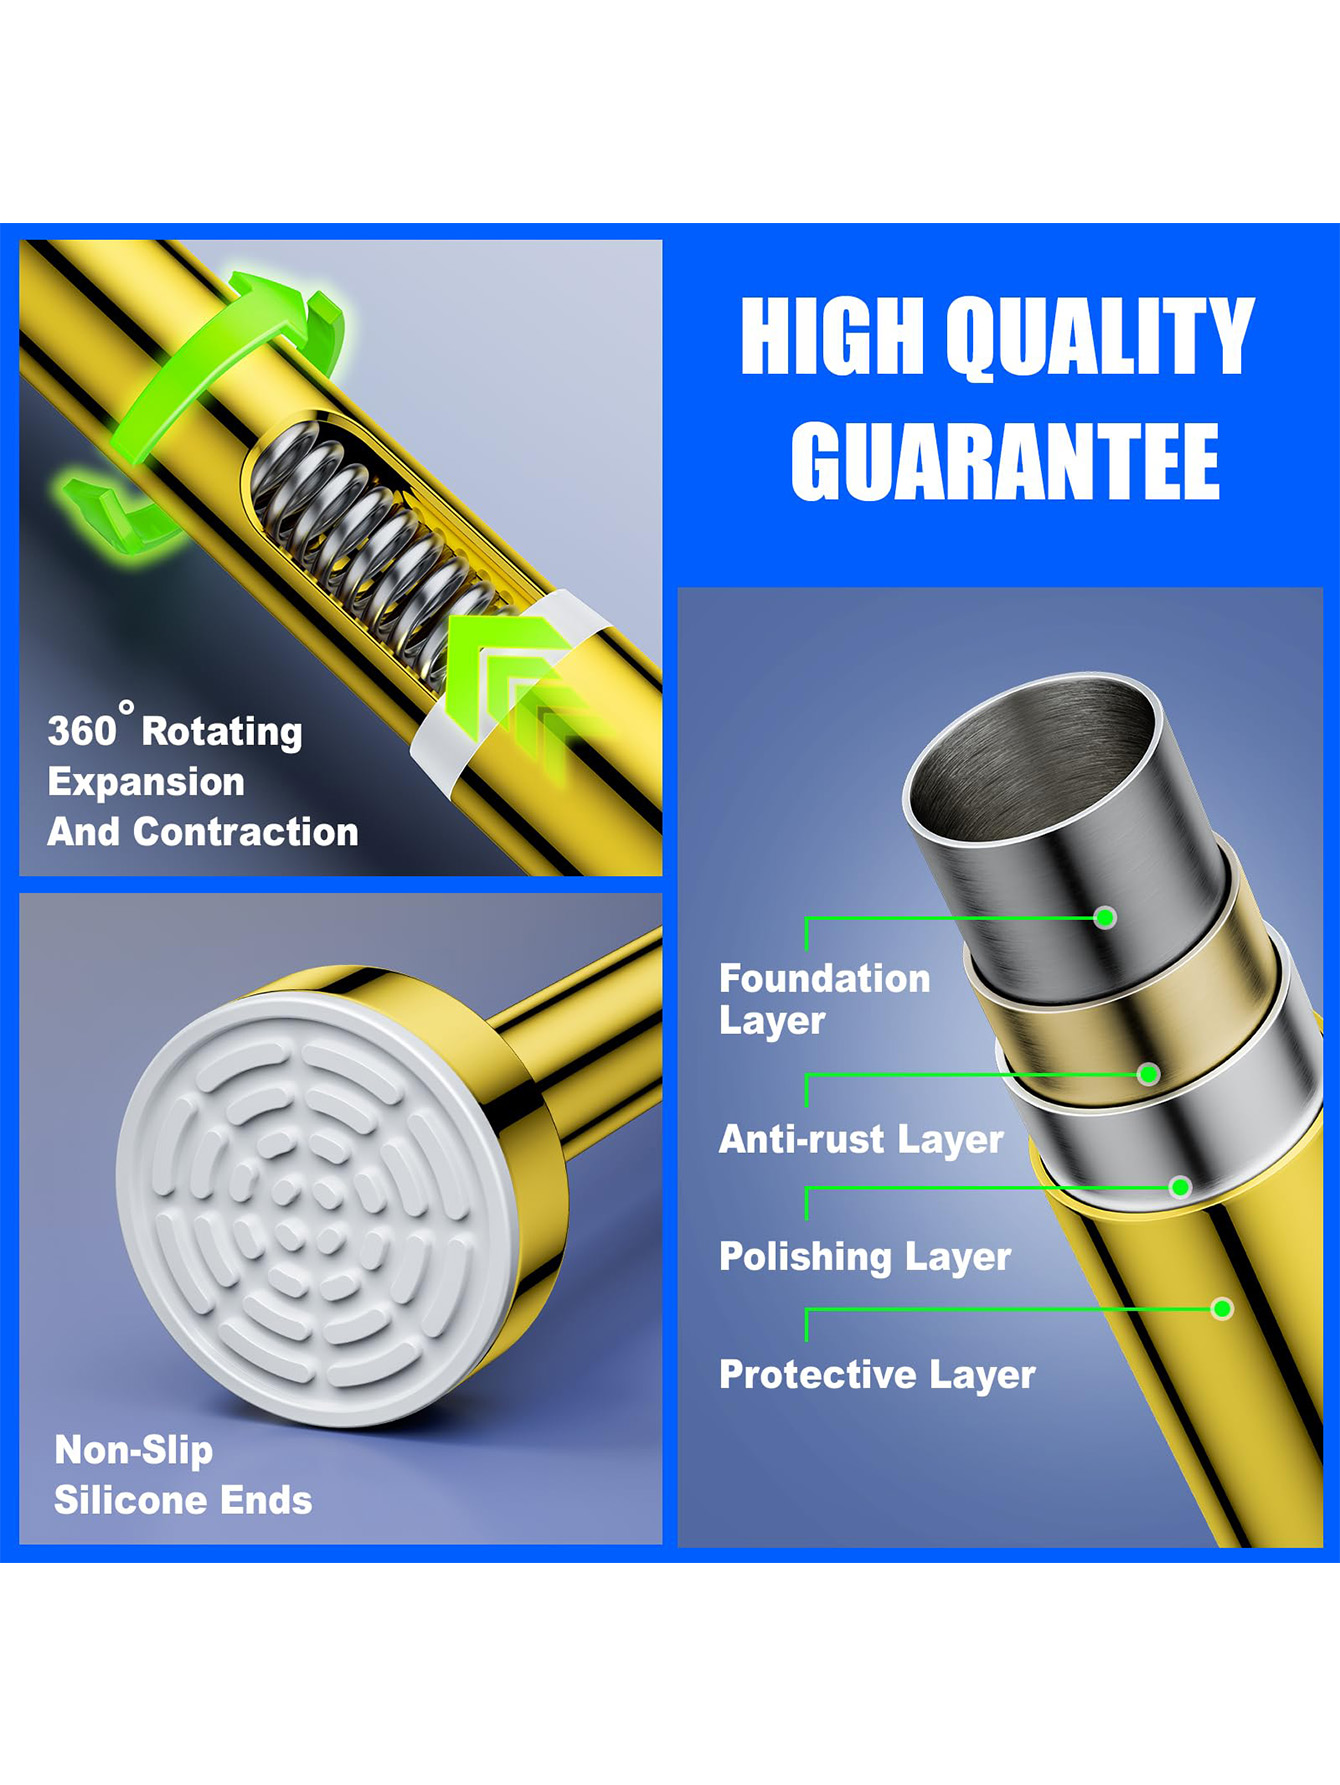 HIGH QUALITY
GUARANTEE
360° Rotating
Expansion
And Contraction
Non-Slip
Silicone Ends
Foundation
Layer
Anti-rust Layer
Polishing Layer
Protective Layer